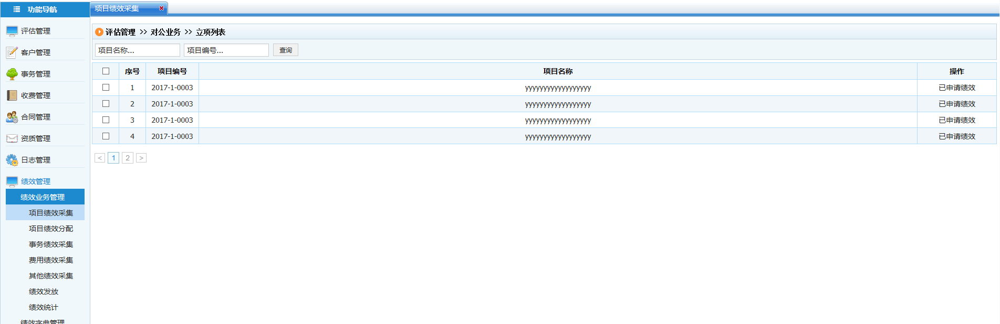 功能导航
评估管理
客户管理
事务管理
收费管理
合同管理
资质管理
日志管理
绩效管理
绩效业务管理
项目绩效采集
项目绩效分配
事务绩效采集
费用绩效采集
其他绩效采集
绩效发放
绩效统计
绩效字典管理
项目绩效采集
评估管理 >> 对公业务 >> 立项列表
项目名称... 项目编号... 查询
序号 项目编号 项目名称 操作
1 2017-1-0003 yyyyyyyyyyyyyyyyyy 已申请绩效
2 2017-1-0003 yyyyyyyyyyyyyyyyyy 已申请绩效
3 2017-1-0003 yyyyyyyyyyyyyyyyyy 已申请绩效
4 2017-1-0003 yyyyyyyyyyyyyyyyyy 已申请绩效
< 1 2 >